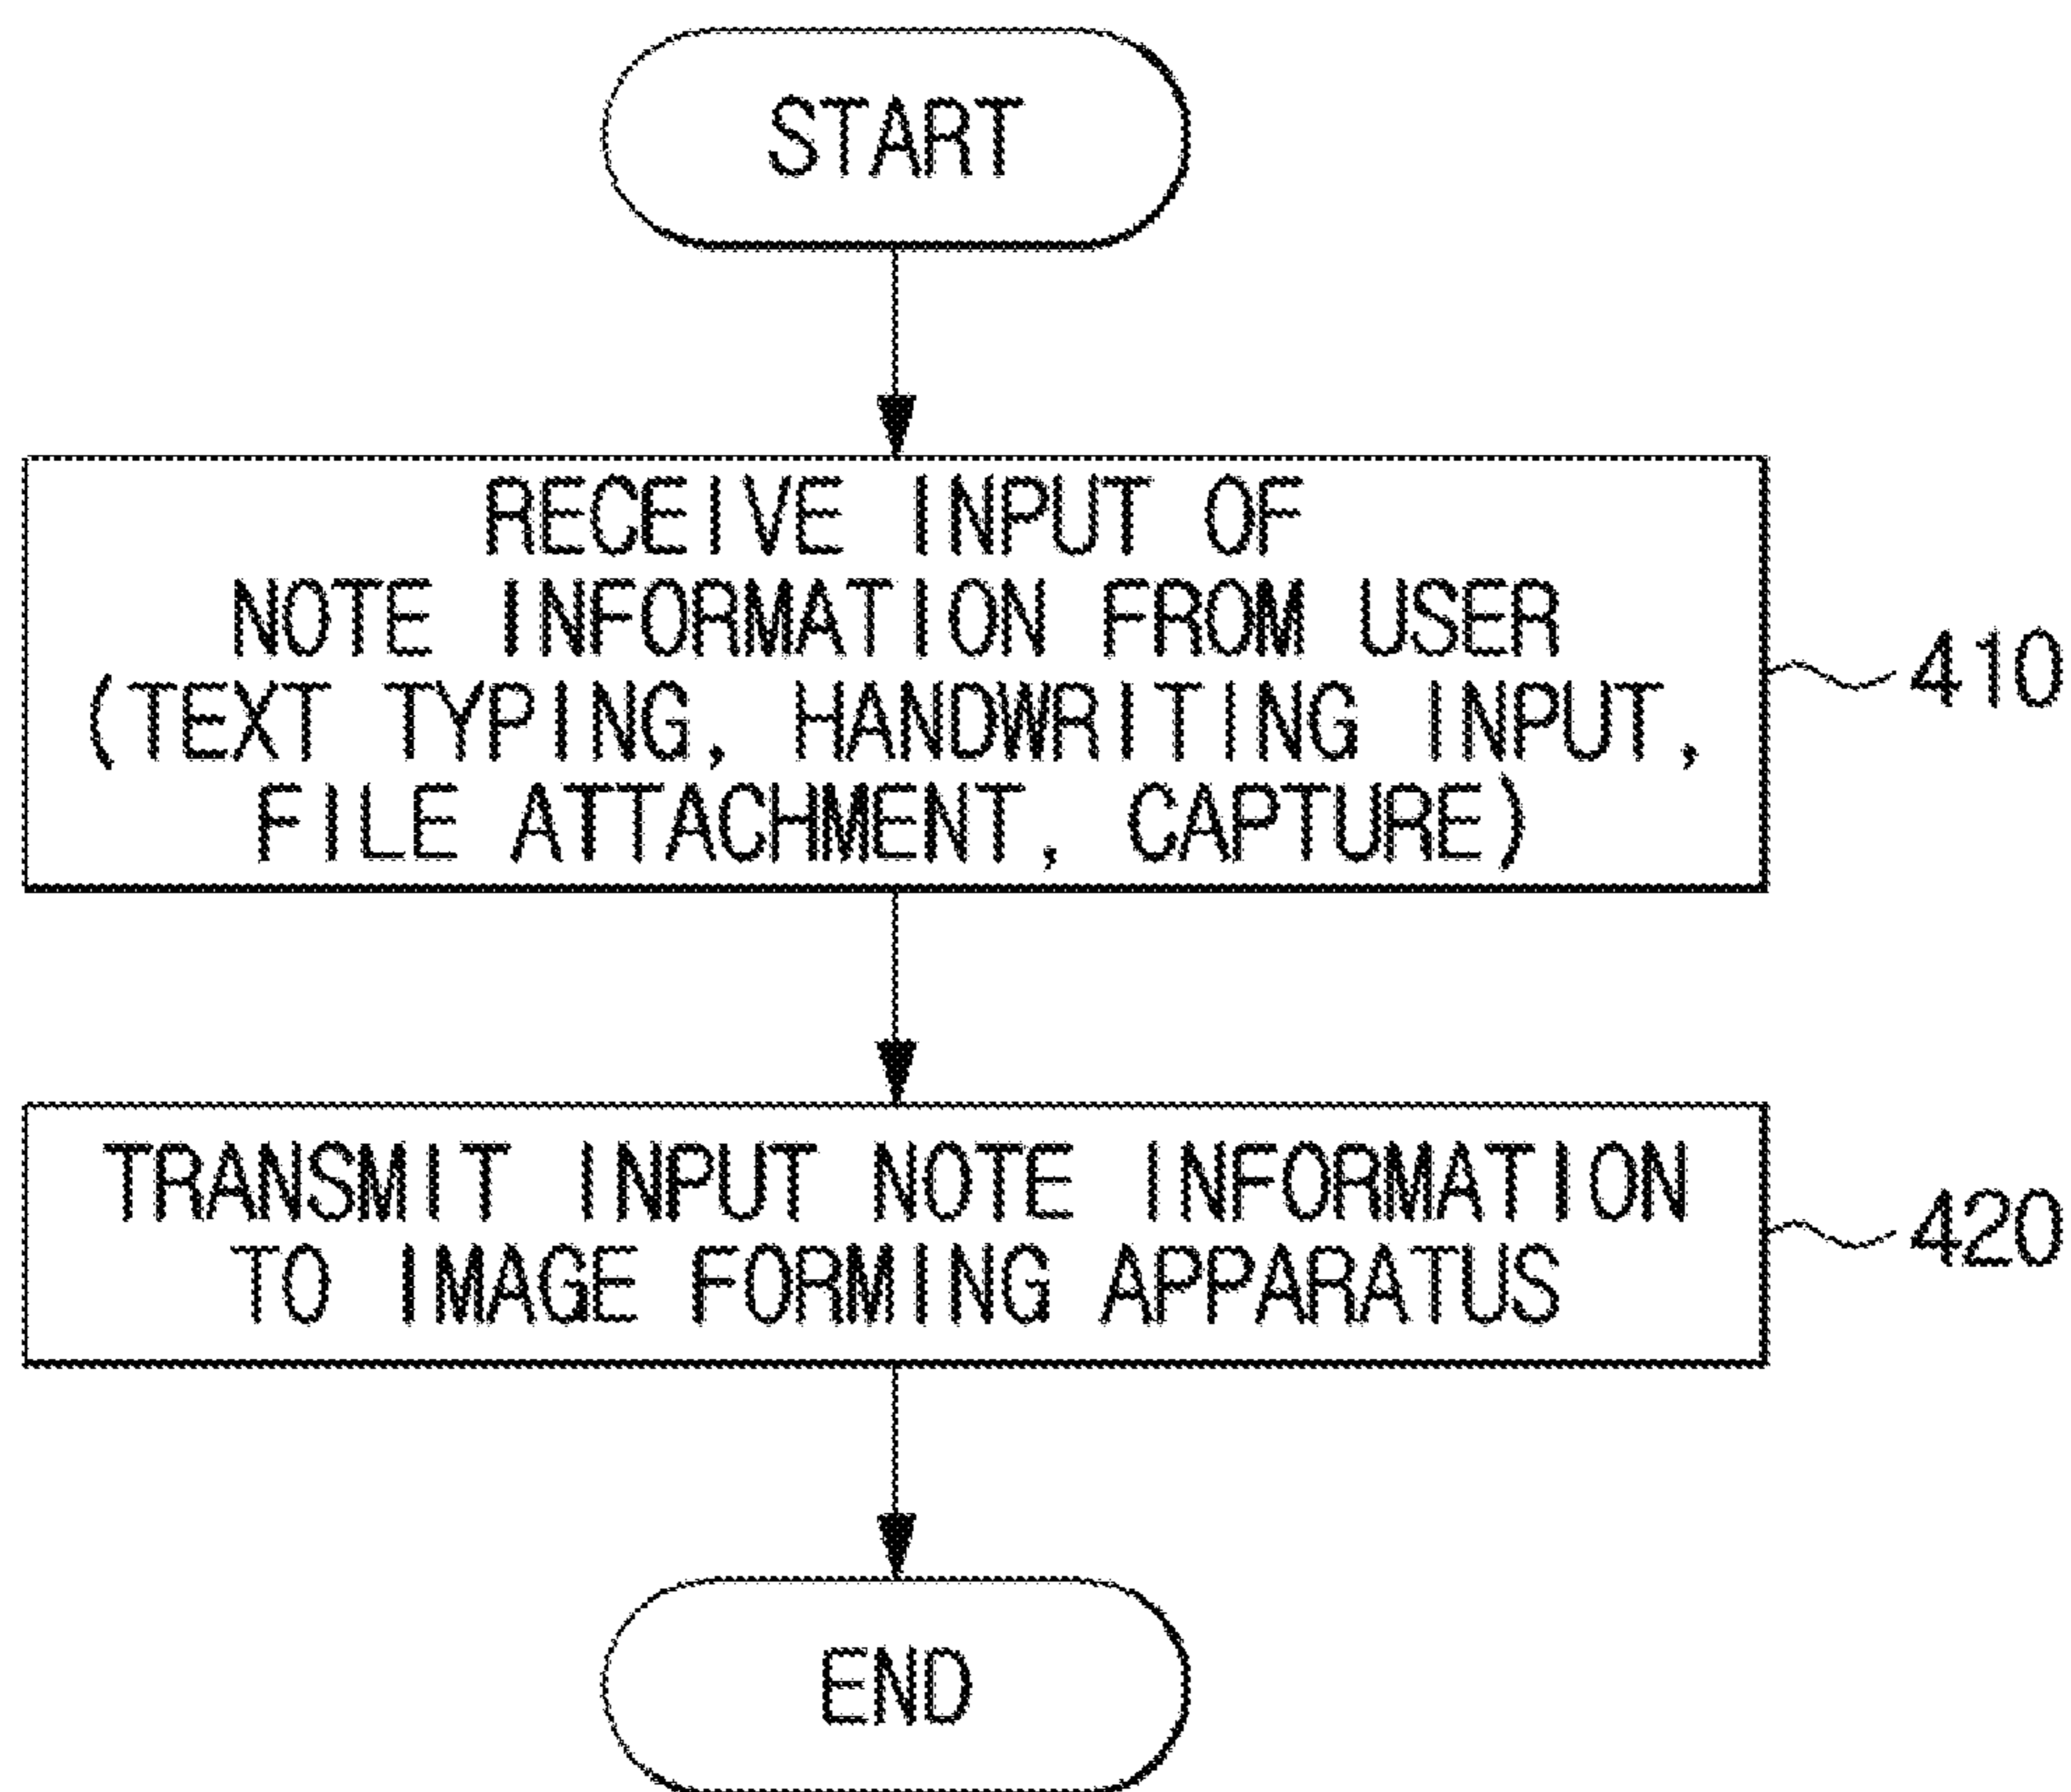 START
RECEIVE INPUT OF
NOTE INFORMATION FROM USER
(TEXT TYPING, HANDWRITING INPUT,
FILE ATTACHMENT, CAPTURE)
410
TRANSMIT INPUT NOTE INFORMATION
TO IMAGE FORMING APPARATUS
420
END